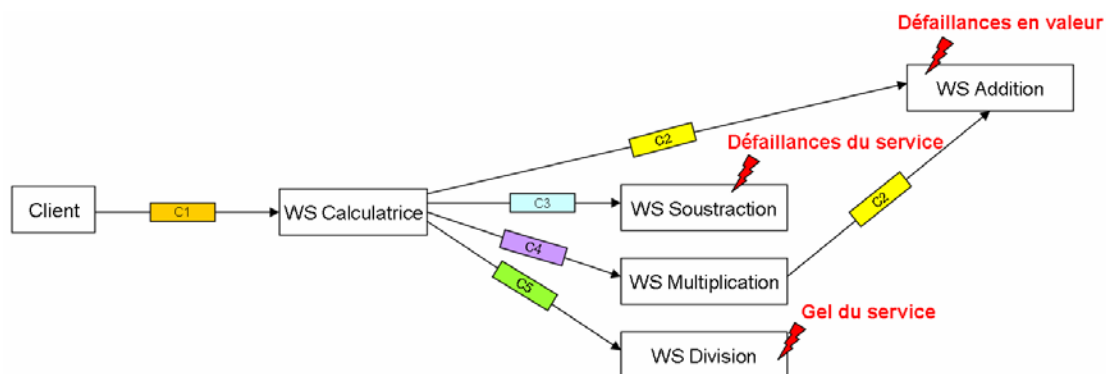 Défaillances en valeur
WS Addition
C2
Défaillances du service
Client
C1
WS Calculatrice
C3
WS Soustraction
C2
C4
WS Multiplication
C5
Gel du service
WS Division